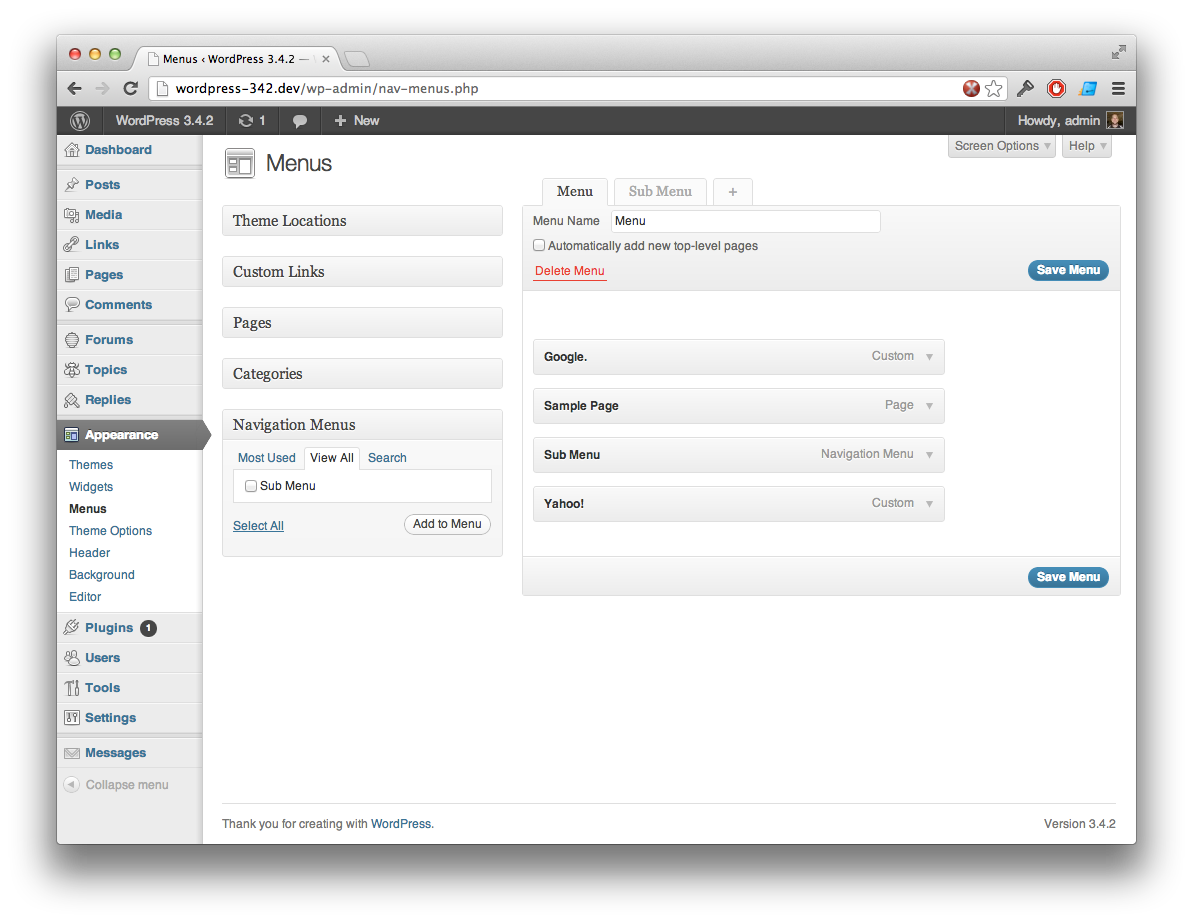 Menus ‹ WordPress 3.4.2 —
wordpress-342.dev/wp-admin/nav-menus.php
WordPress 3.4.2
1
New
Howdy, admin
Dashboard
Posts
Media
Links
Pages
Comments
Forums
Topics
Replies
Appearance
Themes
Widgets
Menus
Theme Options
Header
Background
Editor
Plugins 1
Users
Tools
Settings
Messages
Collapse menu
Screen Options
Help
Menus
Theme Locations
Custom Links
Pages
Categories
Navigation Menus
Most Used
View All
Search
Sub Menu
Select All
Add to Menu
Menu
Sub Menu
+
Menu Name
Menu
Automatically add new top-level pages
Delete Menu
Save Menu
Google.
Custom
Sample Page
Page
Sub Menu
Navigation Menu
Yahoo!
Custom
Save Menu
Thank you for creating with WordPress.
Version 3.4.2